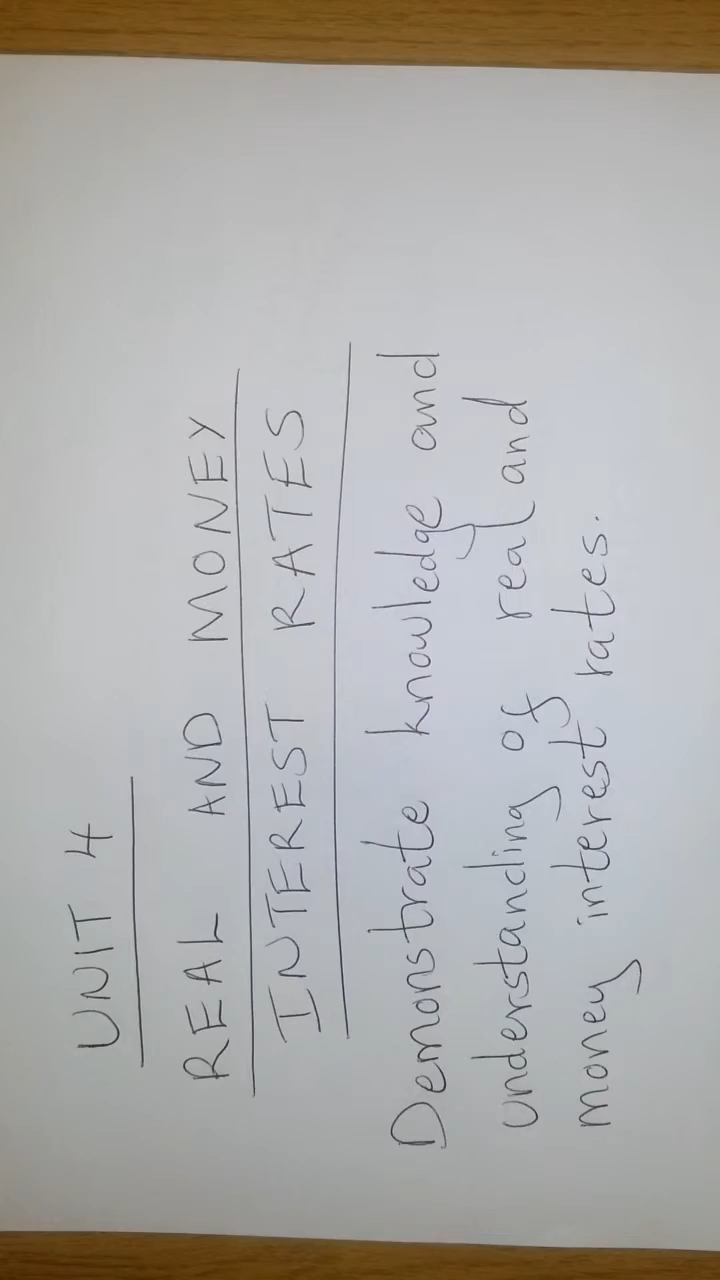 UNIT 4
REAL AND MONEY
INTEREST RATES
Demonstrate knowledge and
understanding of real and
money interest rates.